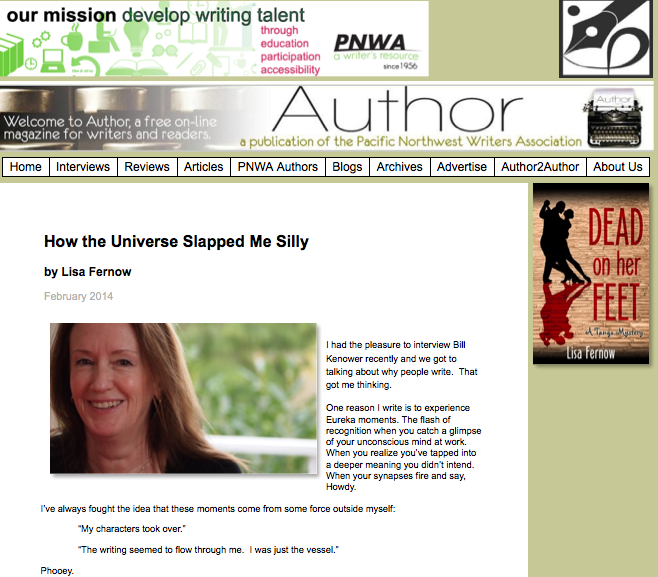 our mission develop writing talent
through
education
participation
accessibility
PNWA
a writer's resource
since 1956
Welcome to Author, a free on-line
magazine for writers and readers.
Author
a publication of the Pacific Northwest Writers Association
Author
Home
Interviews
Reviews
Articles
PNWA Authors
Blogs
Archives
Advertise
Author2Author
About Us
How the Universe Slapped Me Silly
by Lisa Fernow
February 2014
I had the pleasure to interview Bill
Kenower recently and we got to
talking about why people write. That
got me thinking.
One reason I write is to experience
Eureka moments. The flash of
recognition when you catch a glimpse
of your unconscious mind at work.
When you realize you've tapped into
a deeper meaning you didn't intend.
When your synapses fire and say,
Howdy.
I've always fought the idea that these moments come from some force outside myself:
"My characters took over."
"The writing seemed to flow through me. I was just the vessel."
Phooey.
DEAD
on her
FEET
A Tango Mystery
Lisa Fernow